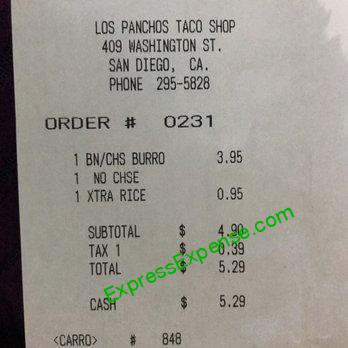 LOS PANCHOS TACO SHOP
409 WASHINGTON ST.
SAN DIEGO, CA.
PHONE 295-5828
ORDER # 0231
1 BN/CHS BURRO 3.95
1 NO CHSE
1 XTRA RICE 0.95
SUBTOTAL $ 4.90
TAX 1 $ 0.39
TOTAL $ 5.29
CASH $ 5.29
<CARRO> # 848
ExpressExpense.com